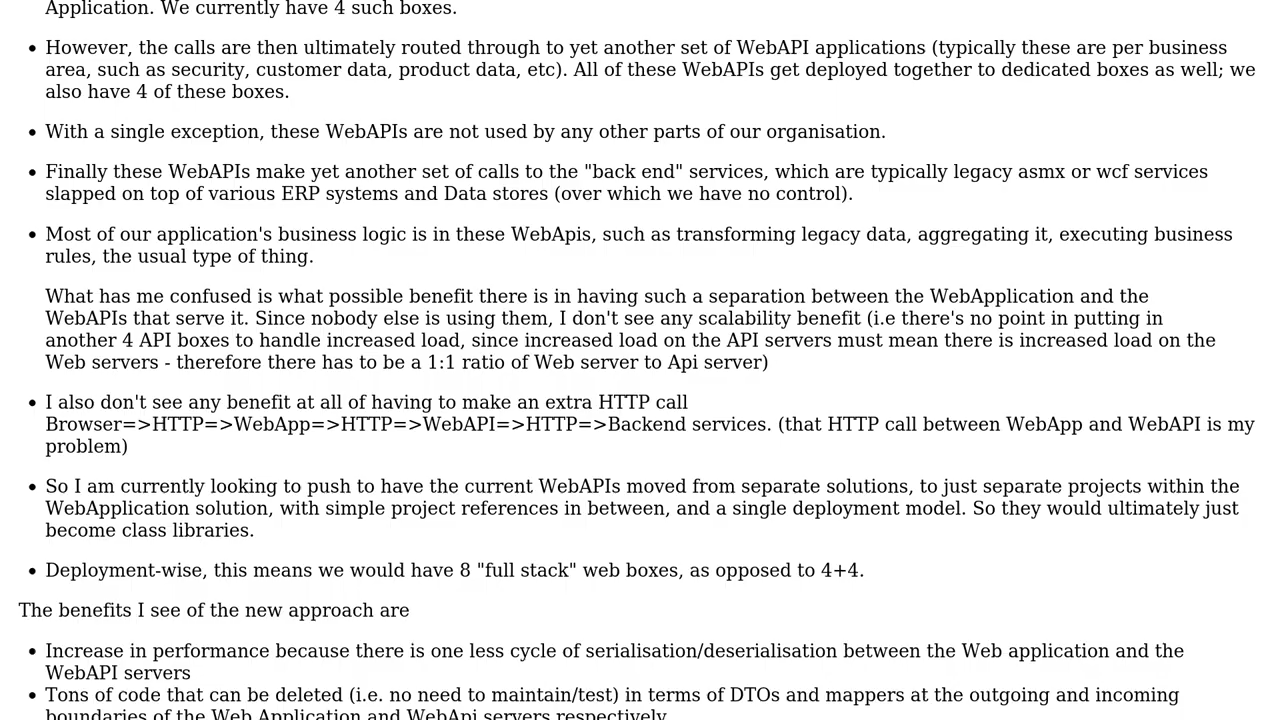 Application. We currently have 4 such boxes.
However, the calls are then ultimately routed through to yet another set of WebAPI applications (typically these are per business
area, such as security, customer data, product data, etc). All of these WebAPIs get deployed together to dedicated boxes as well; we
also have 4 of these boxes.
With a single exception, these WebAPIs are not used by any other parts of our organisation.
Finally these WebAPIs make yet another set of calls to the "back end" services, which are typically legacy asmx or wcf services
slapped on top of various ERP systems and Data stores (over which we have no control).
Most of our application's business logic is in these WebApis, such as transforming legacy data, aggregating it, executing business
rules, the usual type of thing.
What has me confused is what possible benefit there is in having such a separation between the WebApplication and the
WebAPIs that serve it. Since nobody else is using them, I don't see any scalability benefit (i.e there's no point in putting in
another 4 API boxes to handle increased load, since increased load on the API servers must mean there is increased load on the
Web servers - therefore there has to be a 1:1 ratio of Web server to Api server)
I also don't see any benefit at all of having to make an extra HTTP call
Browser=>HTTP=>WebApp=>HTTP=>WebAPI=>HTTP=>Backend services. (that HTTP call between WebApp and WebAPI is my
problem)
So I am currently looking to push to have the current WebAPIs moved from separate solutions, to just separate projects within the
WebApplication solution, with simple project references in between, and a single deployment model. So they would ultimately just
become class libraries.
Deployment-wise, this means we would have 8 "full stack" web boxes, as opposed to 4+4.
The benefits I see of the new approach are
Increase in performance because there is one less cycle of serialisation/deserialisation between the Web application and the
WebAPI servers
Tons of code that can be deleted (i.e. no need to maintain/test) in terms of DTOs and mappers at the outgoing and incoming
boundaries of the Web Application and WebApi servers respectively.